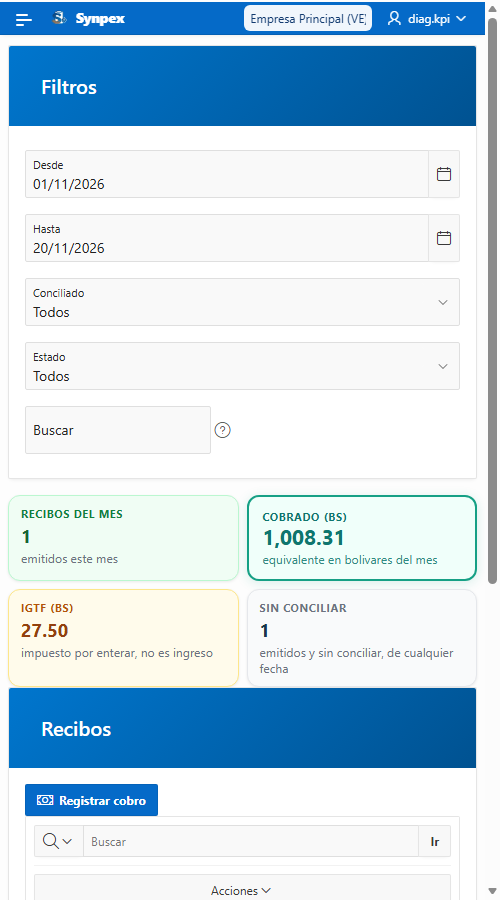 Synpex
Empresa Principal (VE)
diag.kpi
Filtros
Desde
01/11/2026
Hasta
20/11/2026
Conciliado
Todos
Estado
Todos
Buscar
RECIBOS DEL MES
1
emitidos este mes
COBRADO (BS)
1,008.31
equivalente en bolivares del mes
IGTF (BS)
27.50
impuesto por enterar, no es ingreso
SIN CONCILIAR
1
emitidos y sin conciliar, de cualquier
fecha
Recibos
Registrar cobro
Buscar
Ir
Acciones